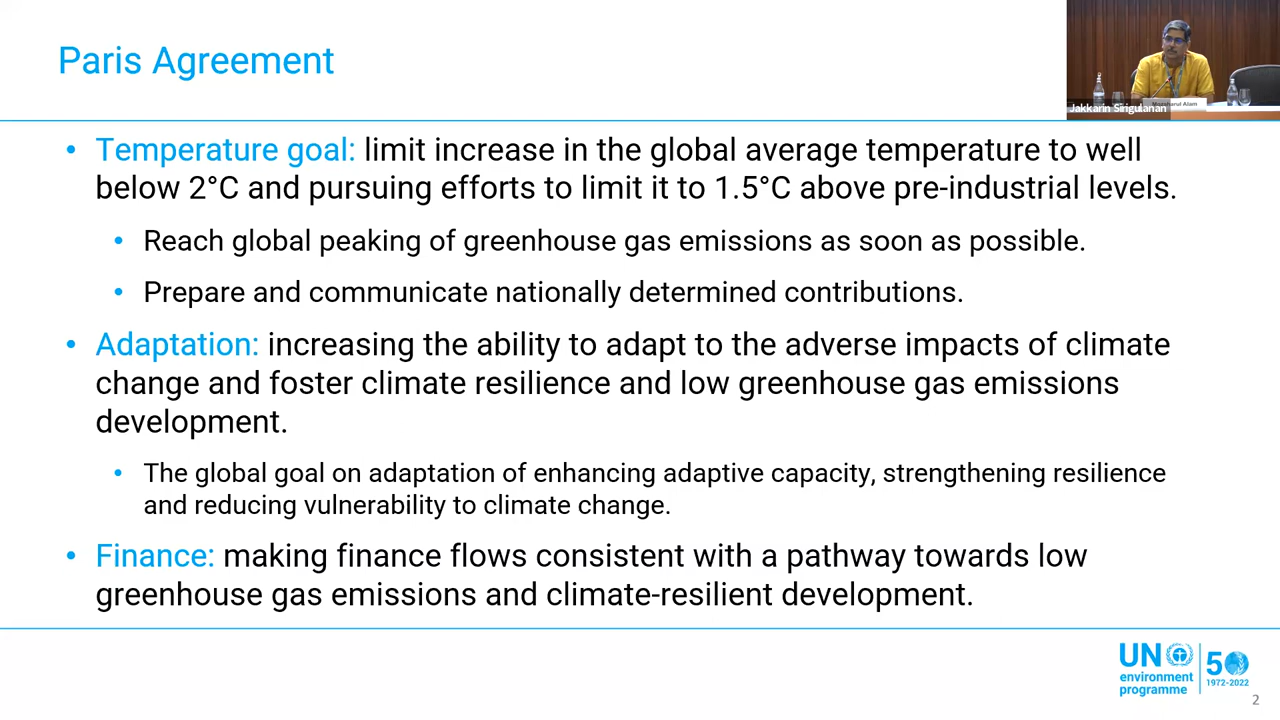 Paris Agreement
Jakkarin Sirigulanan
Mozaharul Alam
• Temperature goal: limit increase in the global average temperature to well
below 2°C and pursuing efforts to limit it to 1.5°C above pre-industrial levels.
• Reach global peaking of greenhouse gas emissions as soon as possible.
• Prepare and communicate nationally determined contributions.
• Adaptation: increasing the ability to adapt to the adverse impacts of climate
change and foster climate resilience and low greenhouse gas emissions
development.
• The global goal on adaptation of enhancing adaptive capacity, strengthening resilience
and reducing vulnerability to climate change.
• Finance: making finance flows consistent with a pathway towards low
greenhouse gas emissions and climate-resilient development.
UN
environment
programme
50
1972-2022
2